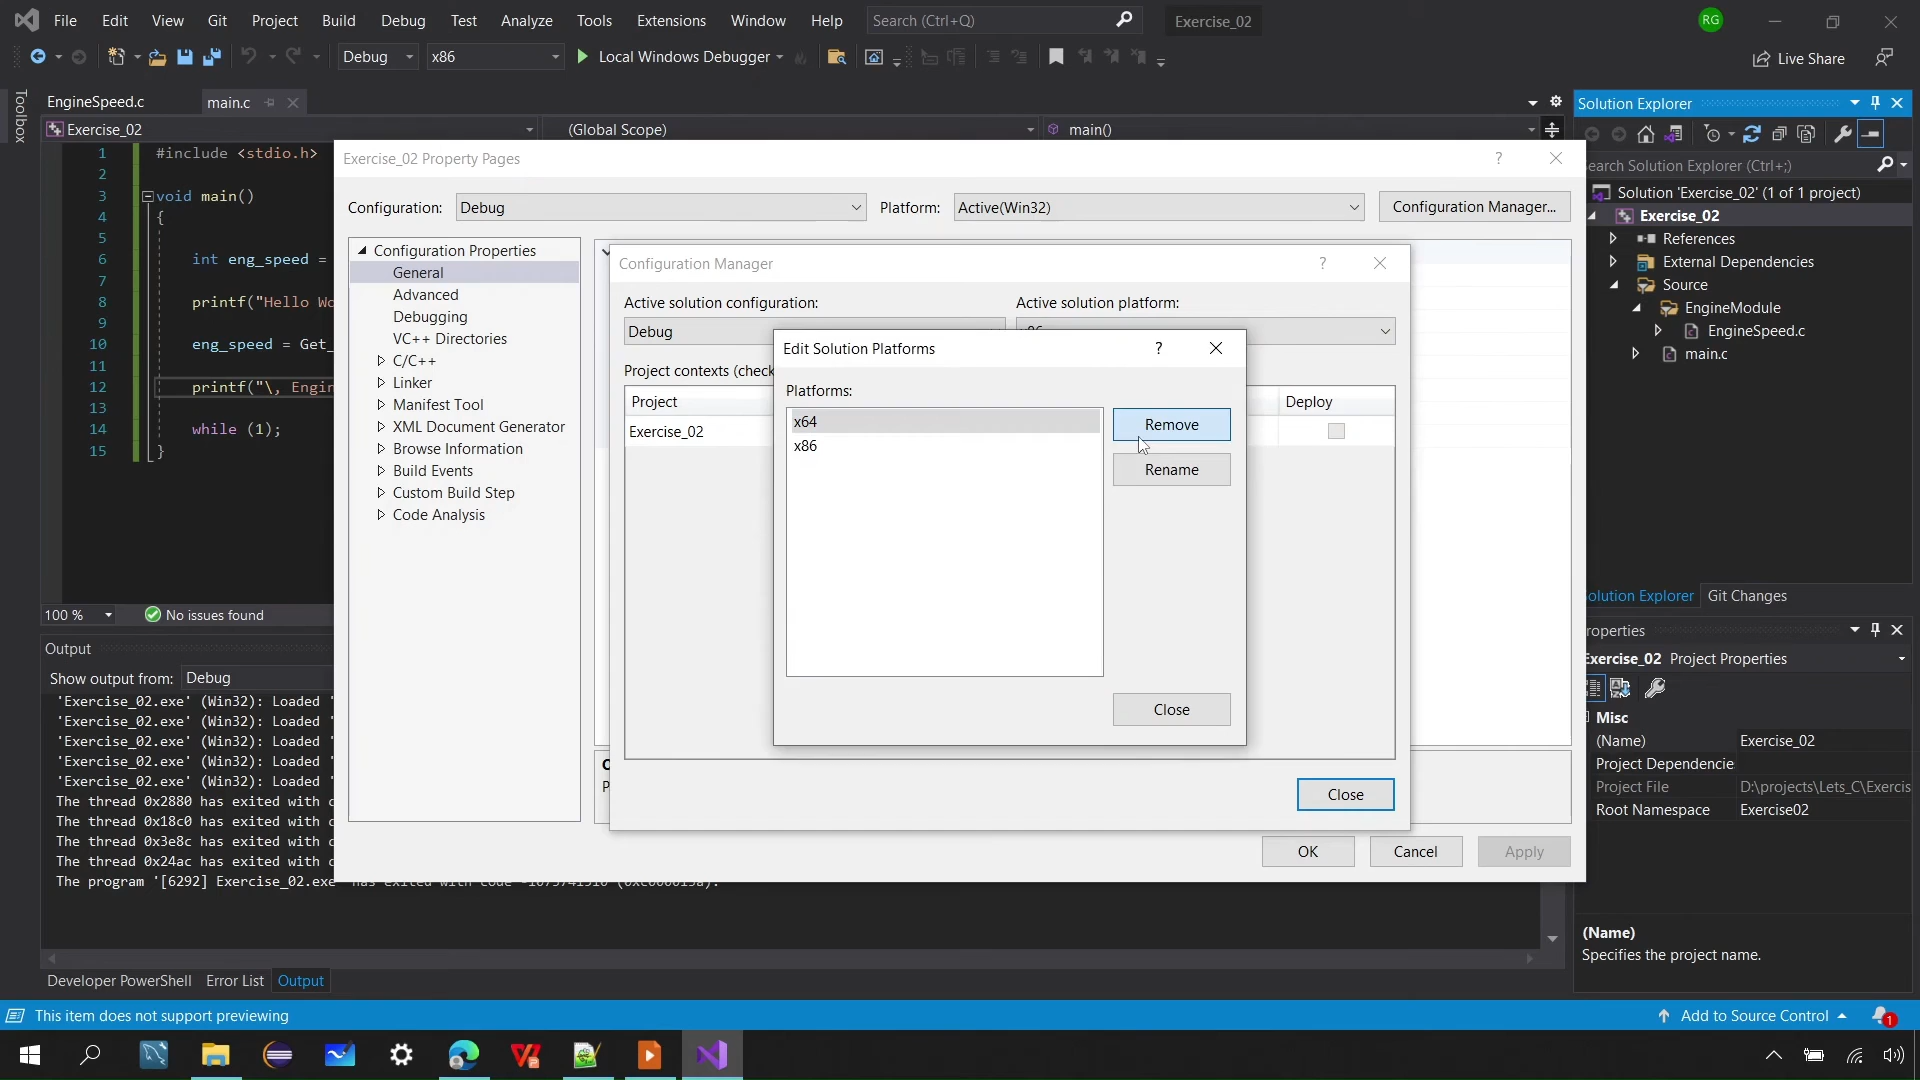 File Edit View Git Project Build Debug Test Analyze Tools Extensions Window Help Search (Ctrl+Q) Exercise_02 RG
Debug x86 Local Windows Debugger Live Share
Toolbox
EngineSpeed.c main.c
Exercise_02 (Global Scope) main()
1 #include <stdio.h>
2
3 void main()
4 {
5
6 int eng_speed =
7
8 printf("Hello Wo
9
10 eng_speed = Get_
11
12 printf("\, Engin
13
14 while (1);
15 }
100 % No issues found
Exercise_02 Property Pages ?
Configuration: Debug Platform: Active(Win32) Configuration Manager...
Configuration Properties
General
Advanced
Debugging
VC++ Directories
C/C++
Linker
Manifest Tool
XML Document Generator
Browse Information
Build Events
Custom Build Step
Code Analysis
OK Cancel Apply
Configuration Manager ?
Active solution configuration: Active solution platform:
Debug
Project contexts (check
Project Deploy
Exercise_02
Close
Edit Solution Platforms ?
Platforms:
x64
x86
Remove
Rename
Close
Solution Explorer
earch Solution Explorer (Ctrl+;)
Solution 'Exercise_02' (1 of 1 project)
Exercise_02
References
External Dependencies
Source
EngineModule
EngineSpeed.c
main.c
olution Explorer Git Changes
roperties
Exercise_02 Project Properties
Misc
(Name) Exercise_02
Project Dependencie
Project File D:\projects\Lets_C\Exercis
Root Namespace Exercise02
(Name)
Specifies the project name.
Output
Show output from: Debug
'Exercise_02.exe' (Win32): Loaded '
'Exercise_02.exe' (Win32): Loaded '
'Exercise_02.exe' (Win32): Loaded '
'Exercise_02.exe' (Win32): Loaded '
'Exercise_02.exe' (Win32): Loaded '
The thread 0x2880 has exited with c
The thread 0x18c0 has exited with c
The thread 0x3e8c has exited with c
The thread 0x24ac has exited with c
The program '[6292] Exercise_02.exe' has exited with code
Developer PowerShell Error List Output
This item does not support previewing Add to Source Control 1